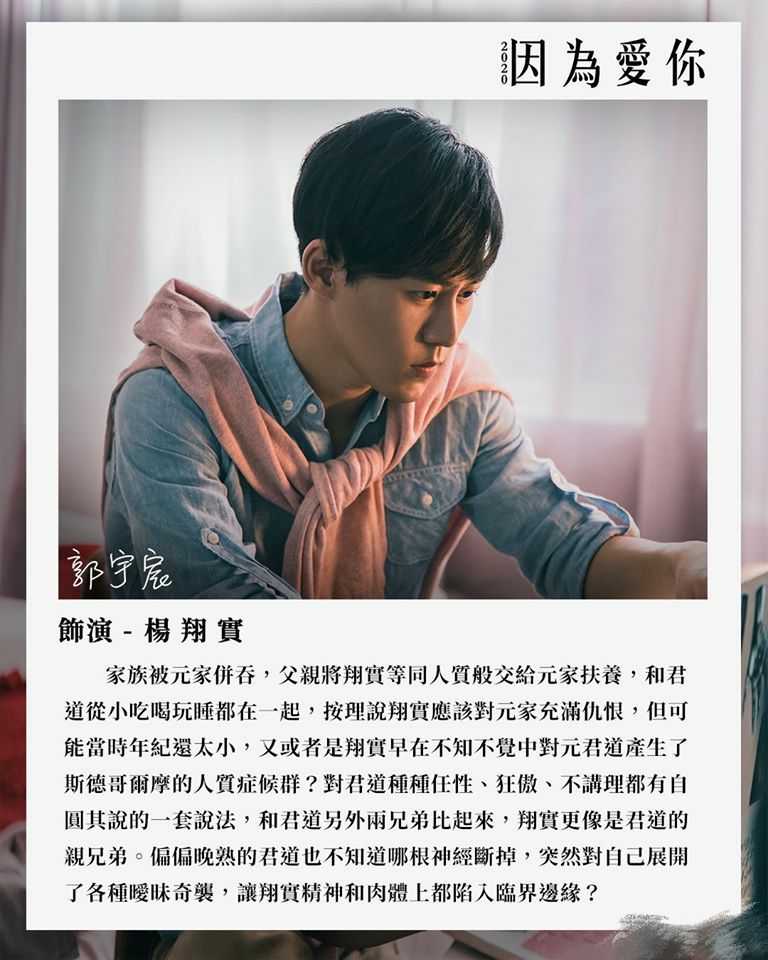 2020因為愛你
郭宇宸
飾演 - 楊翔實
家族被元家併吞，父親將翔實等同人質般交給元家扶養，和君
道從小吃喝玩睡都在一起，按理說翔實應該對元家充滿仇恨，但可
能當時年紀還太小，又或者是翔實早在不知不覺中對元君道產生了
斯德哥爾摩的人質症候群？對君道種種任性、狂傲、不講理都有自
圓其說的一套說法，和君道另外兩兄弟比起來，翔實更像是君道的
親兄弟。偏偏晚熟的君道也不知道哪根神經斷掉，突然對自己展開
了各種曖昧奇襲，讓翔實精神和肉體上都陷入臨界邊緣？